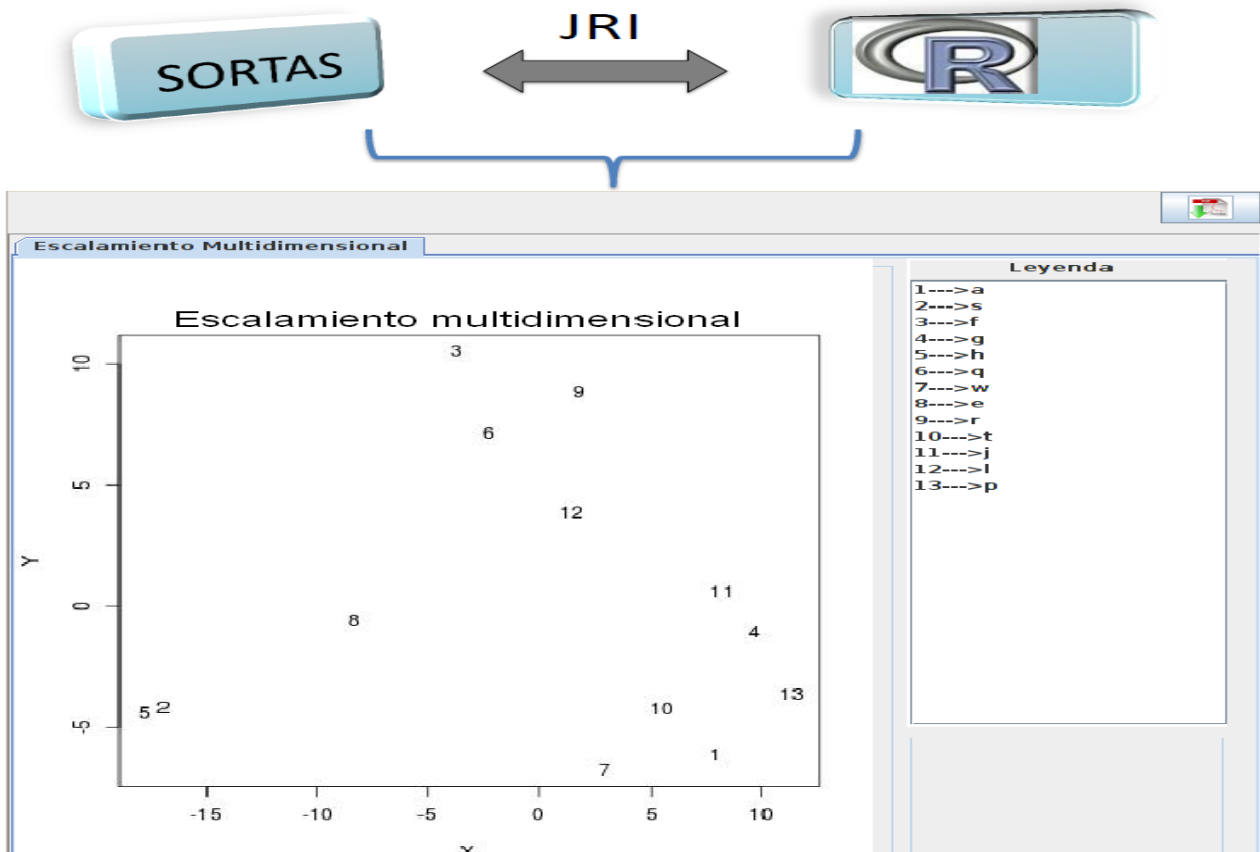 JRI
SORTAS
R
PDF
Escalamiento Multidimensional
Leyenda
1--->a
2--->s
3--->f
4--->g
5--->h
6--->q
7--->w
8--->e
9--->r
10--->t
11--->j
12--->l
13--->p
Escalamiento multidimensional
3
10
9
6
5
12
Y
11
0
8
4
13
5 2
10
-5
1
7
-15 -10 -5 0 5 10
X